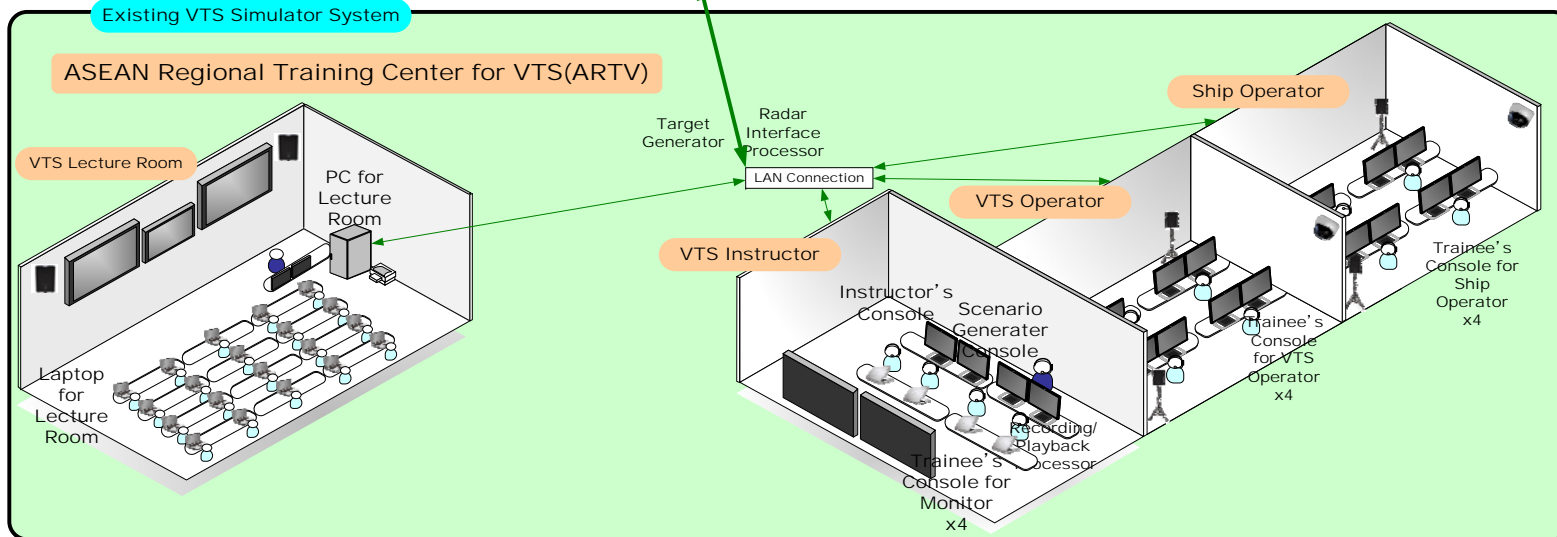 Existing VTS Simulator System
ASEAN Regional Training Center for VTS(ARTV)
VTS Lecture Room
PC for
Lecture
Room
Laptop
for
Lecture
Room
Target
Generator
Radar
Interface
Processor
LAN Connection
Ship Operator
VTS Operator
VTS Instructor
Instructor's
Console
Scenario
Generater
Console
Recording/
Playback
Processor
Trainee's
Console for
Monitor
x4
Trainee's
Console
for VTS
Operator
x4
Trainee's
Console for
Ship
Operator
x4